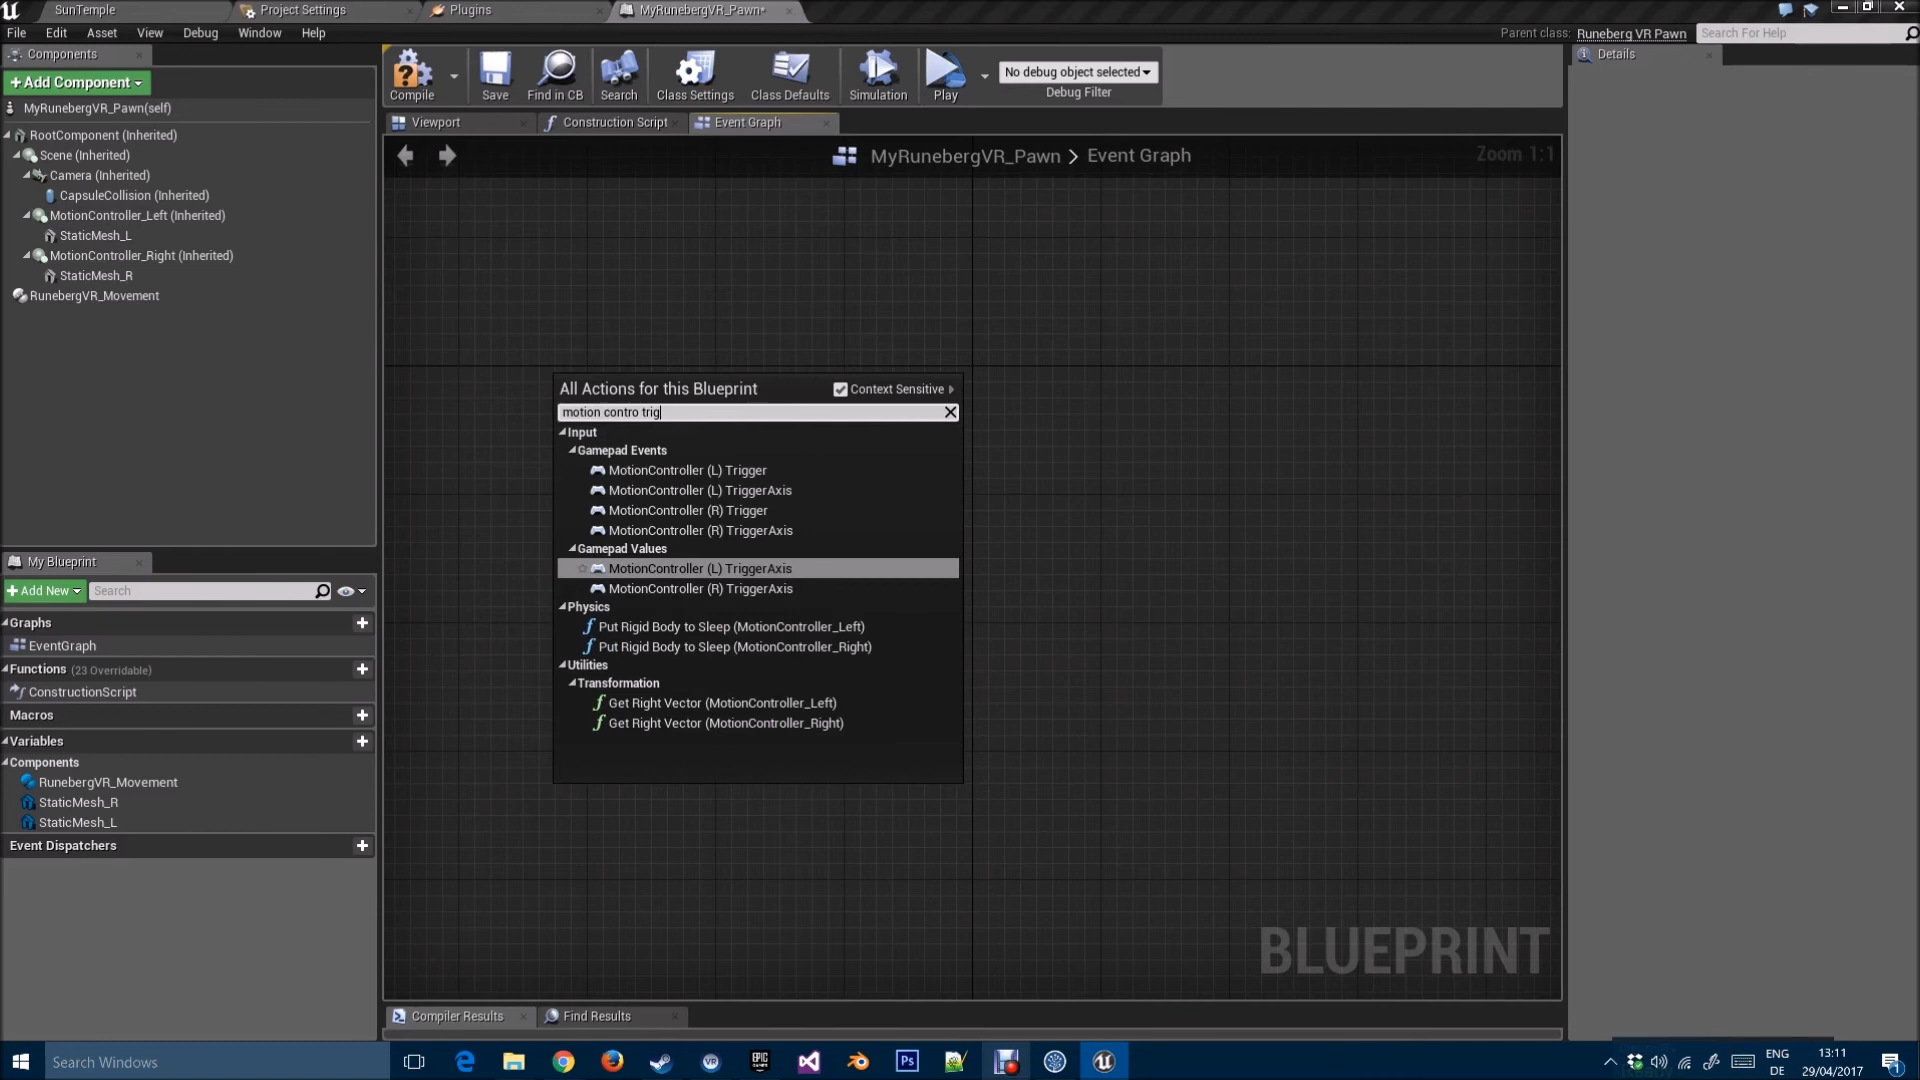 SunTemple
Project Settings
Plugins
MyRunebergVR_Pawn*
File Edit Asset View Debug Window Help
Parent class: Runeberg VR Pawn Search For Help
Components
+Add Component
MyRunebergVR_Pawn(self)
RootComponent (Inherited)
Scene (Inherited)
Camera (Inherited)
CapsuleCollision (Inherited)
MotionController_Left (Inherited)
StaticMesh_L
MotionController_Right (Inherited)
StaticMesh_R
RunebergVR_Movement
Compile Save Find in CB Search Class Settings Class Defaults Simulation Play
No debug object selected
Debug Filter
Details
Viewport Construction Script Event Graph
MyRunebergVR_Pawn > Event Graph
Zoom 1:1
All Actions for this Blueprint
Context Sensitive
motion contro trig
Input
Gamepad Events
MotionController (L) Trigger
MotionController (L) TriggerAxis
MotionController (R) Trigger
MotionController (R) TriggerAxis
Gamepad Values
MotionController (L) TriggerAxis
MotionController (R) TriggerAxis
Physics
Put Rigid Body to Sleep (MotionController_Left)
Put Rigid Body to Sleep (MotionController_Right)
Utilities
Transformation
Get Right Vector (MotionController_Left)
Get Right Vector (MotionController_Right)
BLUEPRINT
My Blueprint
+Add New Search
Graphs
EventGraph
Functions (23 Overridable)
ConstructionScript
Macros
Variables
Components
RunebergVR_Movement
StaticMesh_R
StaticMesh_L
Event Dispatchers
Compiler Results Find Results
Search Windows
VR
EPIC GAMES
Ps
ENG
DE
13:11
29/04/2017
1